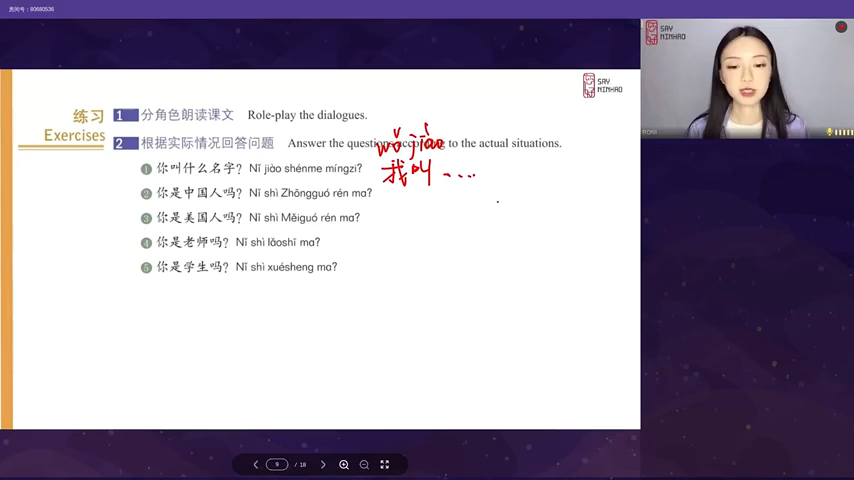 房间号：80680536
SAY
NINHAO
SAY
NINHAO
练习
Exercises
1 分角色朗读课文 Role-play the dialogues.
2 根据实际情况回答问题 Answer the questions according to the actual situations.
wǒ jiào
我叫 ......
1 你叫什么名字？ Nǐ jiào shénme míngzi?
2 你是中国人吗？ Nǐ shì Zhōngguó rén ma?
3 你是美国人吗？ Nǐ shì Měiguó rén ma?
4 你是老师吗？ Nǐ shì lǎoshī ma?
5 你是学生吗？ Nǐ shì xuésheng ma?
9 / 18